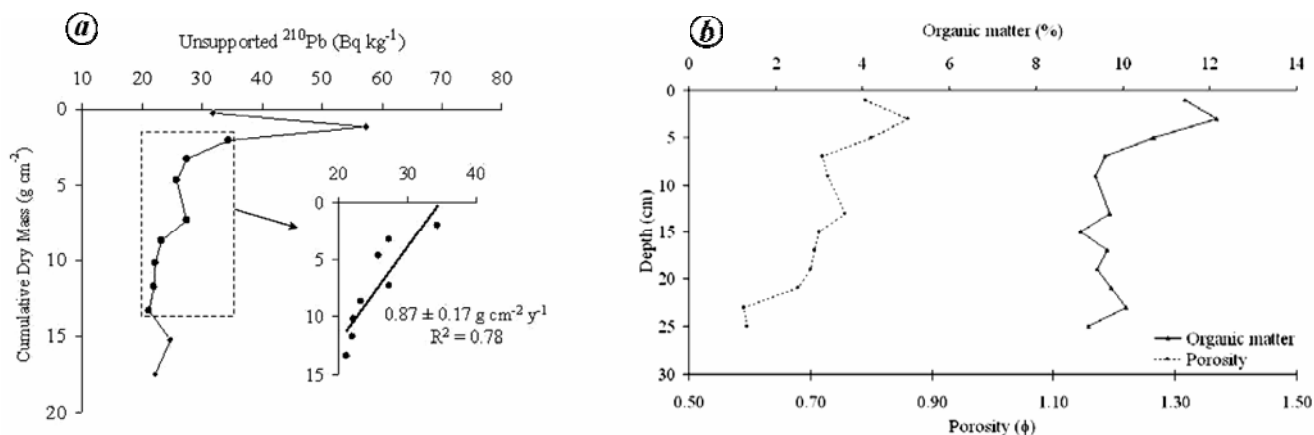 a
Unsupported ²¹⁰Pb (Bq kg⁻¹)
10 20 30 40 50 60 70 80
0
5
10
15
20
Cumulative Dry Mass (g cm⁻²)
20 30 40
0
5
10
15
0.87 ± 0.17 g cm⁻² y⁻¹
R² = 0.78
b
Organic matter (%)
0 2 4 6 8 10 12 14
0
5
10
15
20
25
30
Depth (cm)
Organic matter
Porosity
0.50 0.70 0.90 1.10 1.30 1.50
Porosity (ϕ)